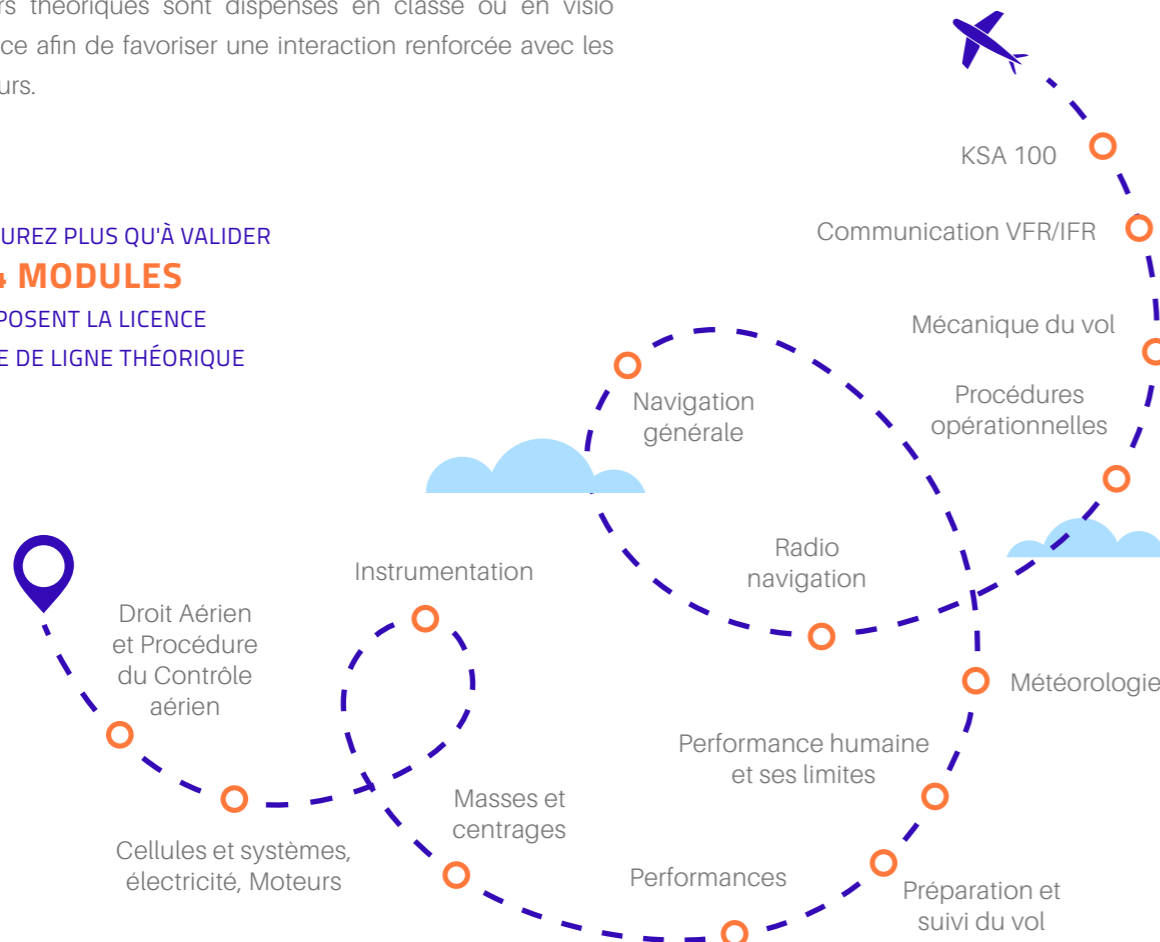 rs théoriques sont dispensés en classe ou en visio
ce afin de favoriser une interaction renforcée avec les
urs.
UREZ PLUS QU'À VALIDER
4 MODULES
POSENT LA LICENCE
E DE LIGNE THÉORIQUE
KSA 100
Communication VFR/IFR
Mécanique du vol
Procédures
opérationnelles
Navigation
générale
Radio
navigation
Instrumentation
Droit Aérien
et Procédure
du Contrôle
aérien
Météorologie
Performance humaine
et ses limites
Masses et
centrages
Cellules et systèmes,
électricité, Moteurs
Performances
Préparation et
suivi du vol